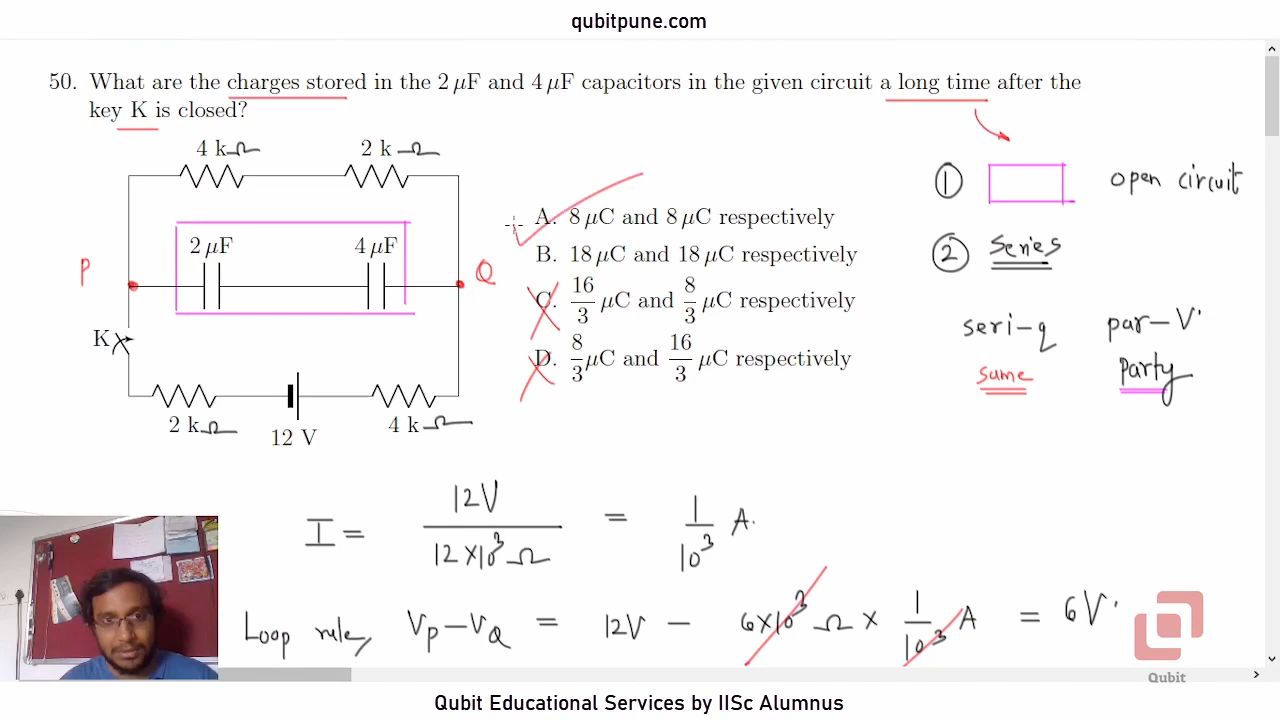 qubitpune.com
50. What are the charges stored in the 2 μF and 4 μF capacitors in the given circuit a long time after the
key K is closed?
4 kΩ
2 kΩ
2 μF
4 μF
P
Q
K
2 kΩ
12 V
4 kΩ
A. 8 μC and 8 μC respectively
B. 18 μC and 18 μC respectively
C. 16/3 μC and 8/3 μC respectively
D. 8/3 μC and 16/3 μC respectively
① open circuit
② Series
seri-q par-V
same party
I = 12V / 12×10³ Ω = 1/10³ A.
Loop rule, Vp-VQ = 12V - 6×10³ Ω × 1/10³ A = 6V
Qubit
Qubit Educational Services by IISc Alumnus